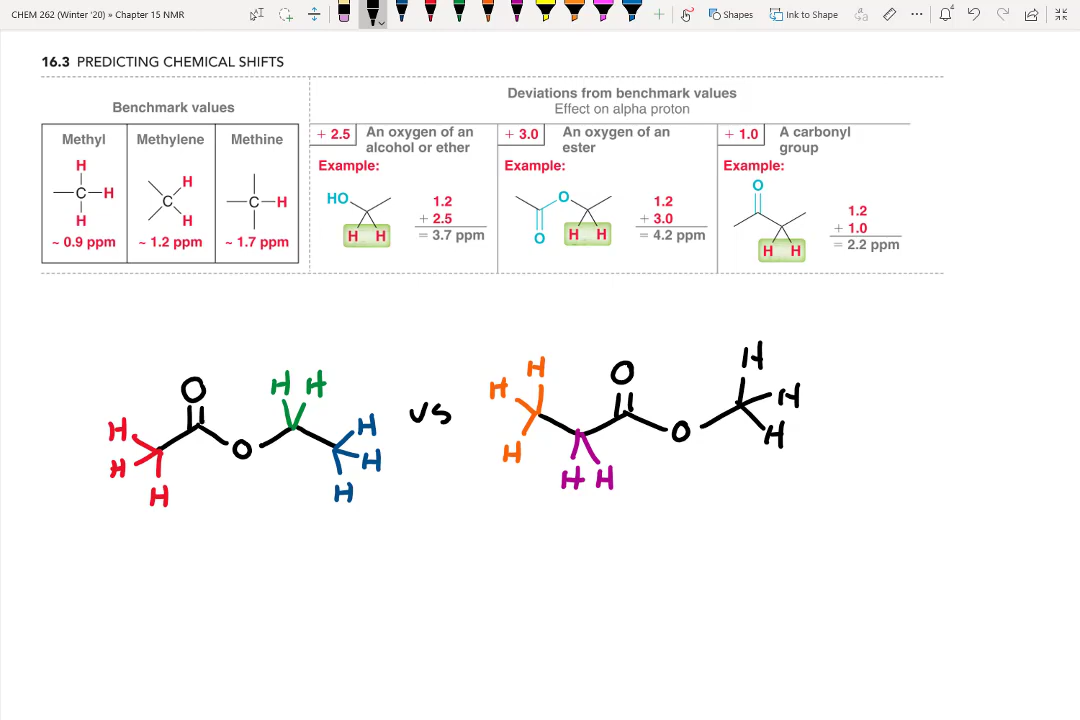 CHEM 262 (Winter '20) » Chapter 15 NMR
Shapes
Ink to Shape
16.3 PREDICTING CHEMICAL SHIFTS
Benchmark values
Deviations from benchmark values
Effect on alpha proton
Methyl
H
C H
H
~ 0.9 ppm
Methylene
H
C
H
~ 1.2 ppm
Methine
C H
~ 1.7 ppm
+ 2.5
An oxygen of an
alcohol or ether
Example:
HO
H H
1.2
+ 2.5
= 3.7 ppm
+ 3.0
An oxygen of an
ester
Example:
O
O
H H
1.2
+ 3.0
= 4.2 ppm
+ 1.0
A carbonyl
group
Example:
O
H H
1.2
+ 1.0
= 2.2 ppm
H
H
H
O
O
H H
H
H
H
vs
H
H
H
H H
O
O
H
H
H